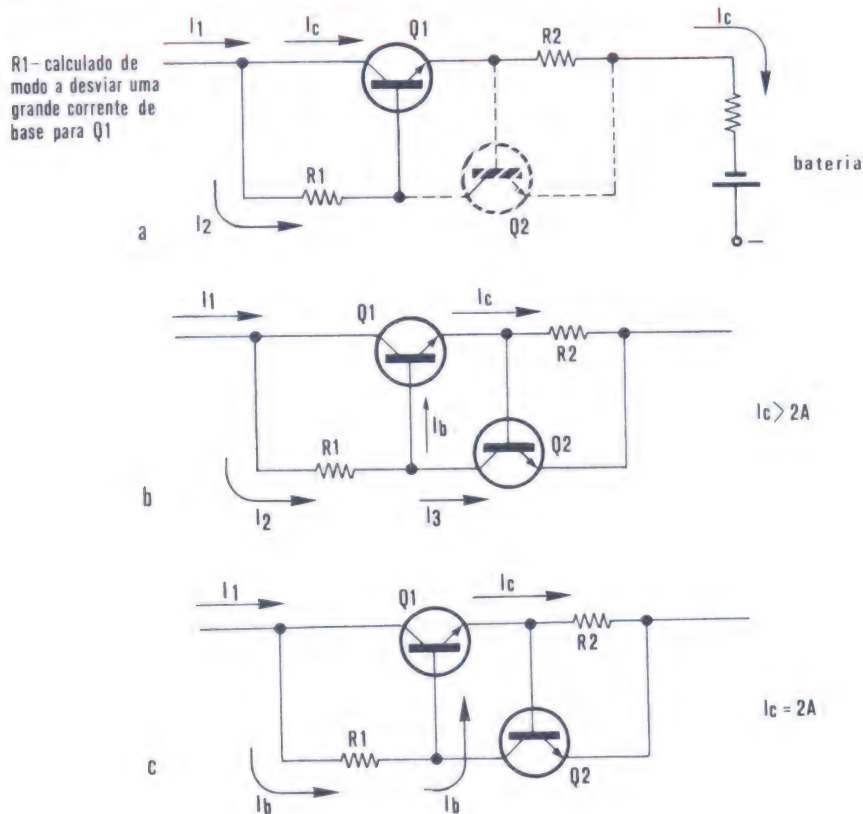 I1
Ic
Q1
R2
Ic
R1 - calculado de
modo a desviar uma
grande corrente de
base para Q1
bateria
R1
I2
Q2
a
–
I1
Q1
Ic
R2
Ic > 2A
Ib
R1
Q2
b
I2
I3
I1
Q1
Ic
R2
Ic = 2A
R1
Q2
c
Ib
Ib